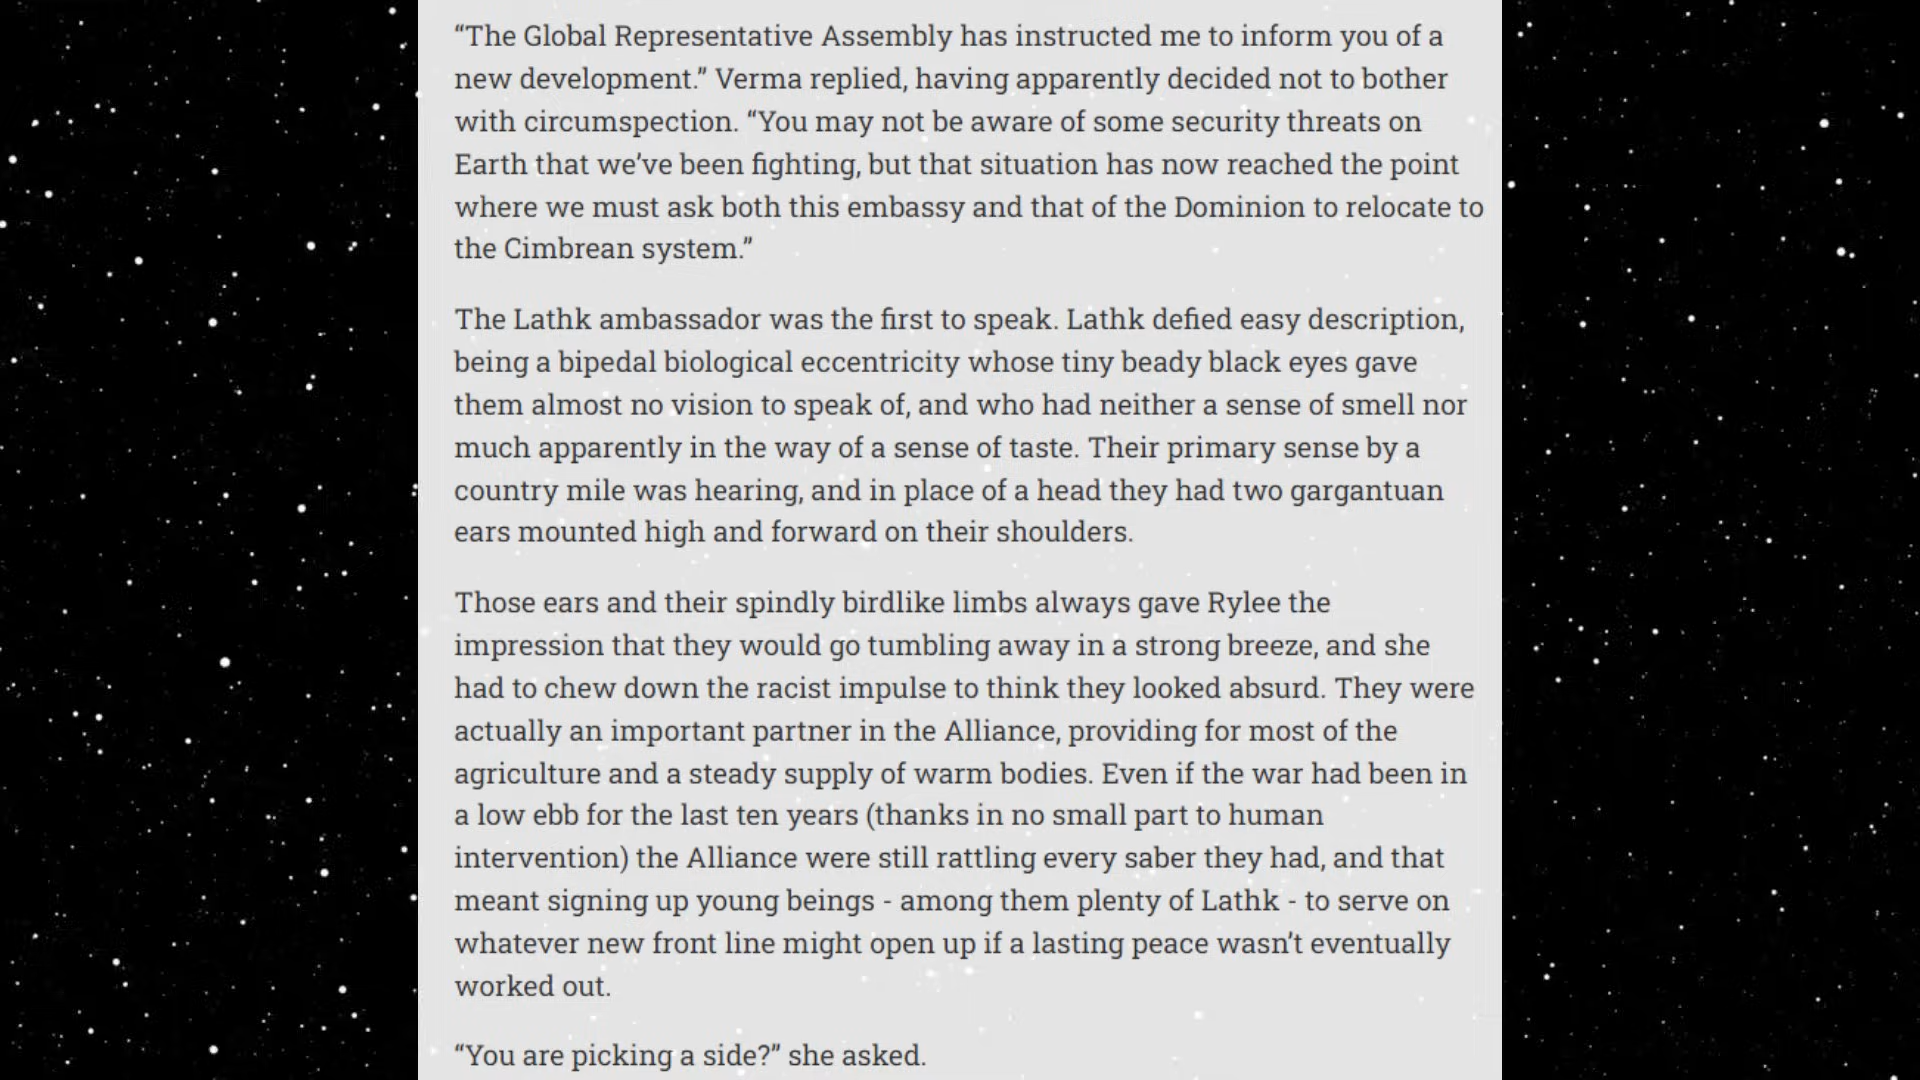 “The Global Representative Assembly has instructed me to inform you of a
new development.” Verma replied, having apparently decided not to bother
with circumspection. “You may not be aware of some security threats on
Earth that we’ve been fighting, but that situation has now reached the point
where we must ask both this embassy and that of the Dominion to relocate to
the Cimbrean system.”
The Lathk ambassador was the first to speak. Lathk defied easy description,
being a bipedal biological eccentricity whose tiny beady black eyes gave
them almost no vision to speak of, and who had neither a sense of smell nor
much apparently in the way of a sense of taste. Their primary sense by a
country mile was hearing, and in place of a head they had two gargantuan
ears mounted high and forward on their shoulders.
Those ears and their spindly birdlike limbs always gave Rylee the
impression that they would go tumbling away in a strong breeze, and she
had to chew down the racist impulse to think they looked absurd. They were
actually an important partner in the Alliance, providing for most of the
agriculture and a steady supply of warm bodies. Even if the war had been in
a low ebb for the last ten years (thanks in no small part to human
intervention) the Alliance were still rattling every saber they had, and that
meant signing up young beings - among them plenty of Lathk - to serve on
whatever new front line might open up if a lasting peace wasn’t eventually
worked out.
“You are picking a side?” she asked.